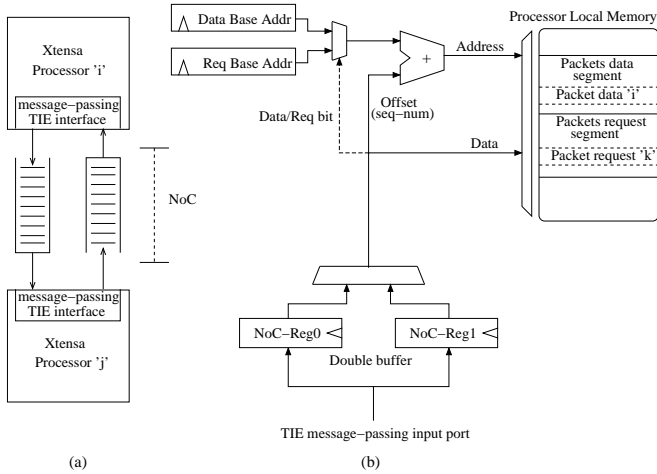 Xtensa
Processor 'i'
message-passing
TIE interface
NoC
message-passing
TIE interface
Xtensa
Processor 'j'
(a)
Data Base Addr
Req Base Addr
+
Address
Data/Req bit
Offset
(seq-num)
Data
Processor Local Memory
Packets data
segment
Packet data 'i'
Packets request
segment
Packet request 'k'
NoC-Reg0
NoC-Reg1
Double buffer
TIE message-passing input port
(b)